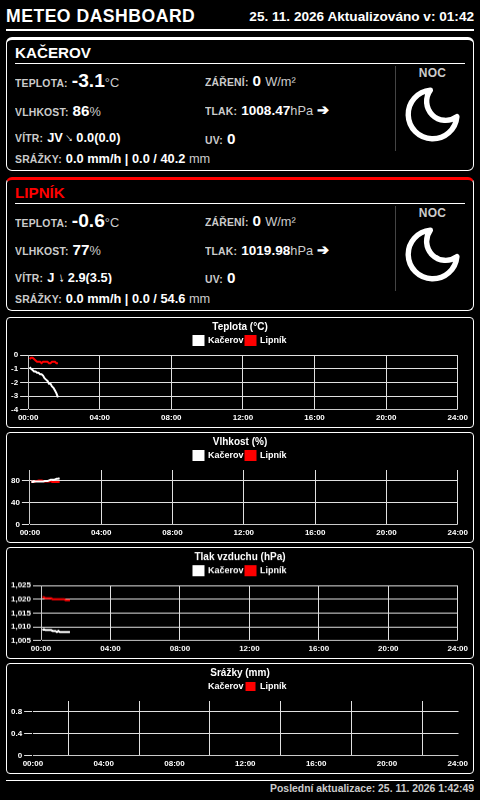 METEO DASHBOARD 25. 11. 2026 Aktualizováno v: 01:42
KAČEROV
TEPLOTA: -3.1°C ZÁŘENÍ: 0 W/m² NOC
VLHKOST: 86% TLAK: 1008.47hPa ➔
VÍTR: JV → 0.0(0.0) UV: 0
SRÁŽKY: 0.0 mm/h | 0.0 / 40.2 mm
LIPNÍK
TEPLOTA: -0.6°C ZÁŘENÍ: 0 W/m² NOC
VLHKOST: 77% TLAK: 1019.98hPa ➔
VÍTR: J → 2.9(3.5) UV: 0
SRÁŽKY: 0.0 mm/h | 0.0 / 54.6 mm
Teplota (°C)
Kačerov Lipník
0
-1
-2
-3
-4
00:00 04:00 08:00 12:00 16:00 20:00 24:00
Vlhkost (%)
Kačerov Lipník
80
40
0
00:00 04:00 08:00 12:00 16:00 20:00 24:00
Tlak vzduchu (hPa)
Kačerov Lipník
1,025
1,020
1,015
1,010
1,005
00:00 04:00 08:00 12:00 16:00 20:00 24:00
Srážky (mm)
Kačerov Lipník
0.8
0.4
0
00:00 04:00 08:00 12:00 16:00 20:00 24:00
Poslední aktualizace: 25. 11. 2026 1:42:49